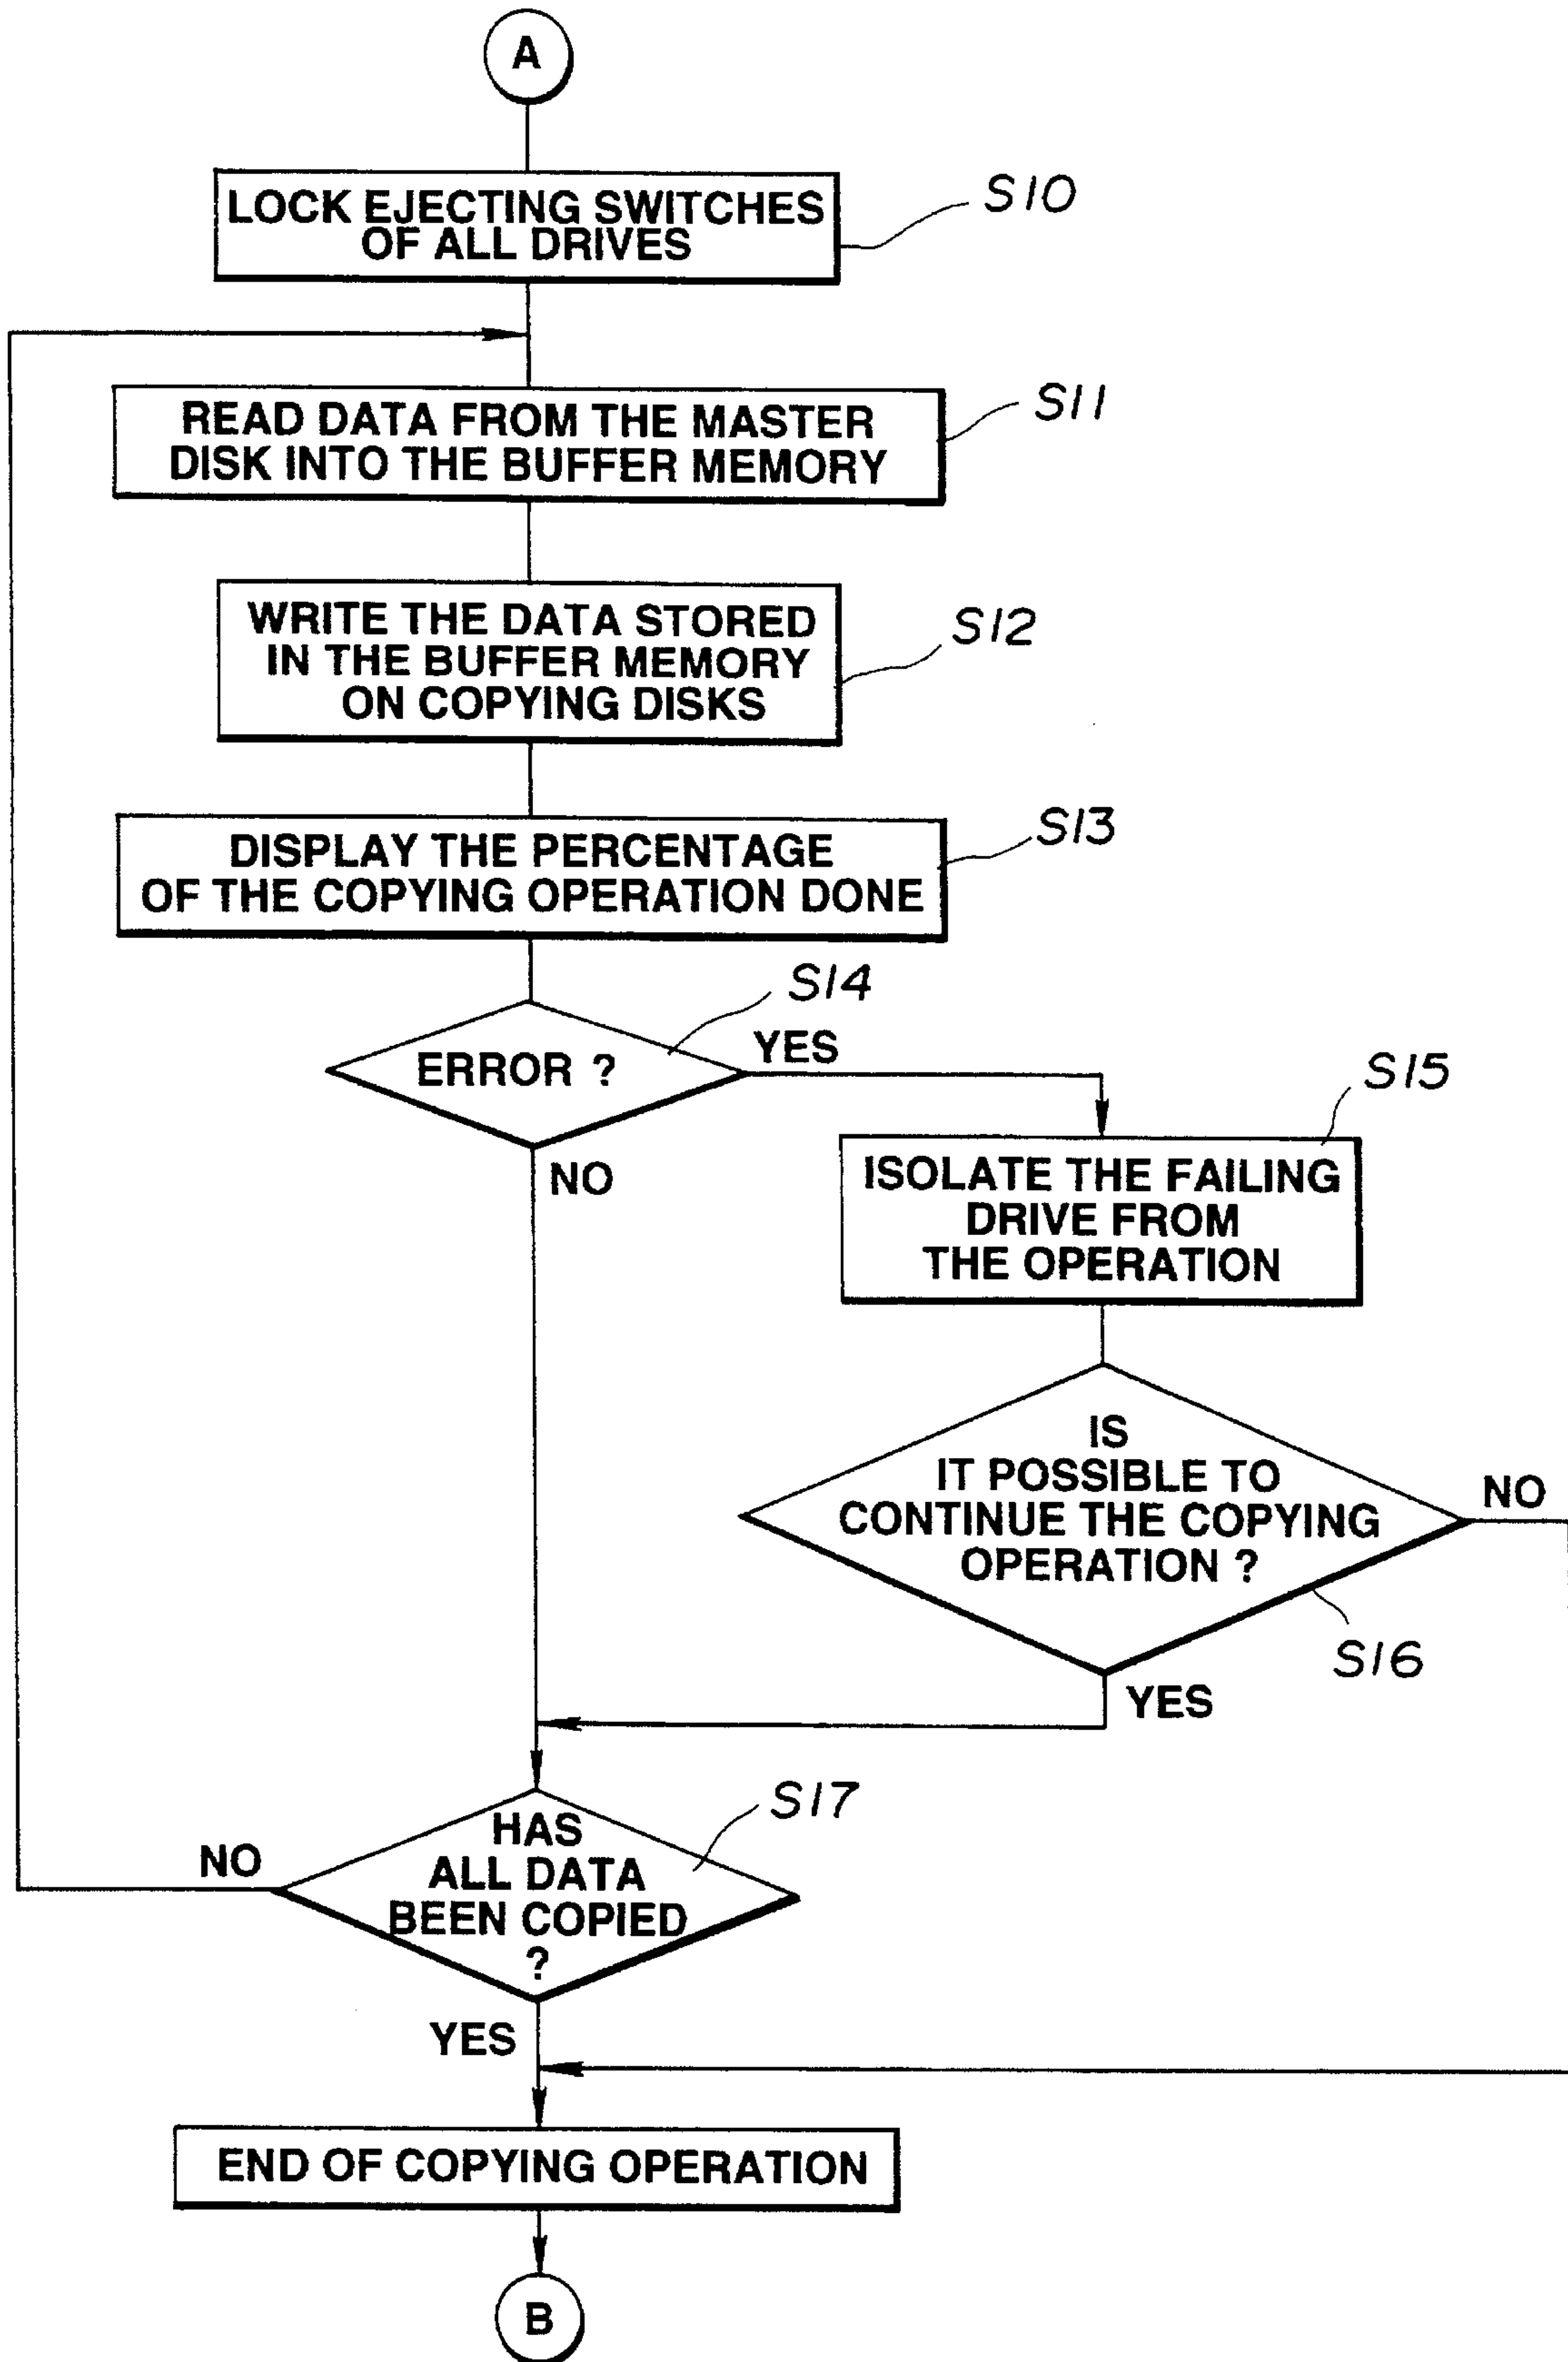 A
LOCK EJECTING SWITCHES
OF ALL DRIVES
S10
READ DATA FROM THE MASTER
DISK INTO THE BUFFER MEMORY
S11
WRITE THE DATA STORED
IN THE BUFFER MEMORY
ON COPYING DISKS
S12
DISPLAY THE PERCENTAGE
OF THE COPYING OPERATION DONE
S13
ERROR ?
S14
YES
NO
ISOLATE THE FAILING
DRIVE FROM
THE OPERATION
S15
IS
IT POSSIBLE TO
CONTINUE THE COPYING
OPERATION ?
NO
S16
YES
HAS
ALL DATA
BEEN COPIED
?
S17
NO
YES
END OF COPYING OPERATION
B